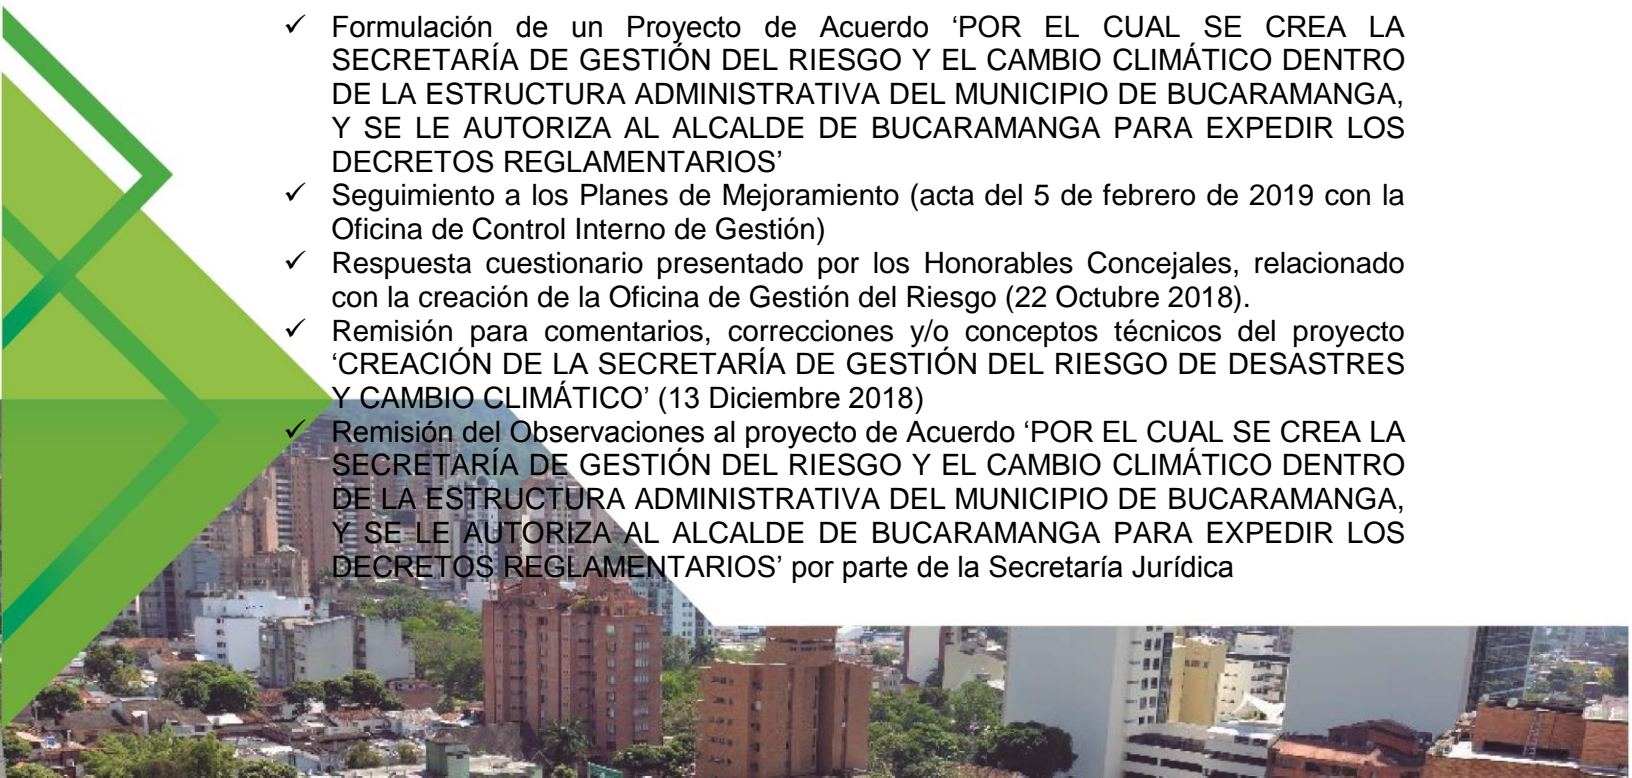 ✓ Formulación de un Proyecto de Acuerdo ‘POR EL CUAL SE CREA LA
SECRETARÍA DE GESTIÓN DEL RIESGO Y EL CAMBIO CLIMÁTICO DENTRO
DE LA ESTRUCTURA ADMINISTRATIVA DEL MUNICIPIO DE BUCARAMANGA,
Y SE LE AUTORIZA AL ALCALDE DE BUCARAMANGA PARA EXPEDIR LOS
DECRETOS REGLAMENTARIOS’
✓ Seguimiento a los Planes de Mejoramiento (acta del 5 de febrero de 2019 con la
Oficina de Control Interno de Gestión)
✓ Respuesta cuestionario presentado por los Honorables Concejales, relacionado
con la creación de la Oficina de Gestión del Riesgo (22 Octubre 2018).
✓ Remisión para comentarios, correcciones y/o conceptos técnicos del proyecto
‘CREACIÓN DE LA SECRETARÍA DE GESTIÓN DEL RIESGO DE DESASTRES
Y CAMBIO CLIMÁTICO’ (13 Diciembre 2018)
✓ Remisión del Observaciones al proyecto de Acuerdo ‘POR EL CUAL SE CREA LA
SECRETARÍA DE GESTIÓN DEL RIESGO Y EL CAMBIO CLIMÁTICO DENTRO
DE LA ESTRUCTURA ADMINISTRATIVA DEL MUNICIPIO DE BUCARAMANGA,
Y SE LE AUTORIZA AL ALCALDE DE BUCARAMANGA PARA EXPEDIR LOS
DECRETOS REGLAMENTARIOS’ por parte de la Secretaría Jurídica